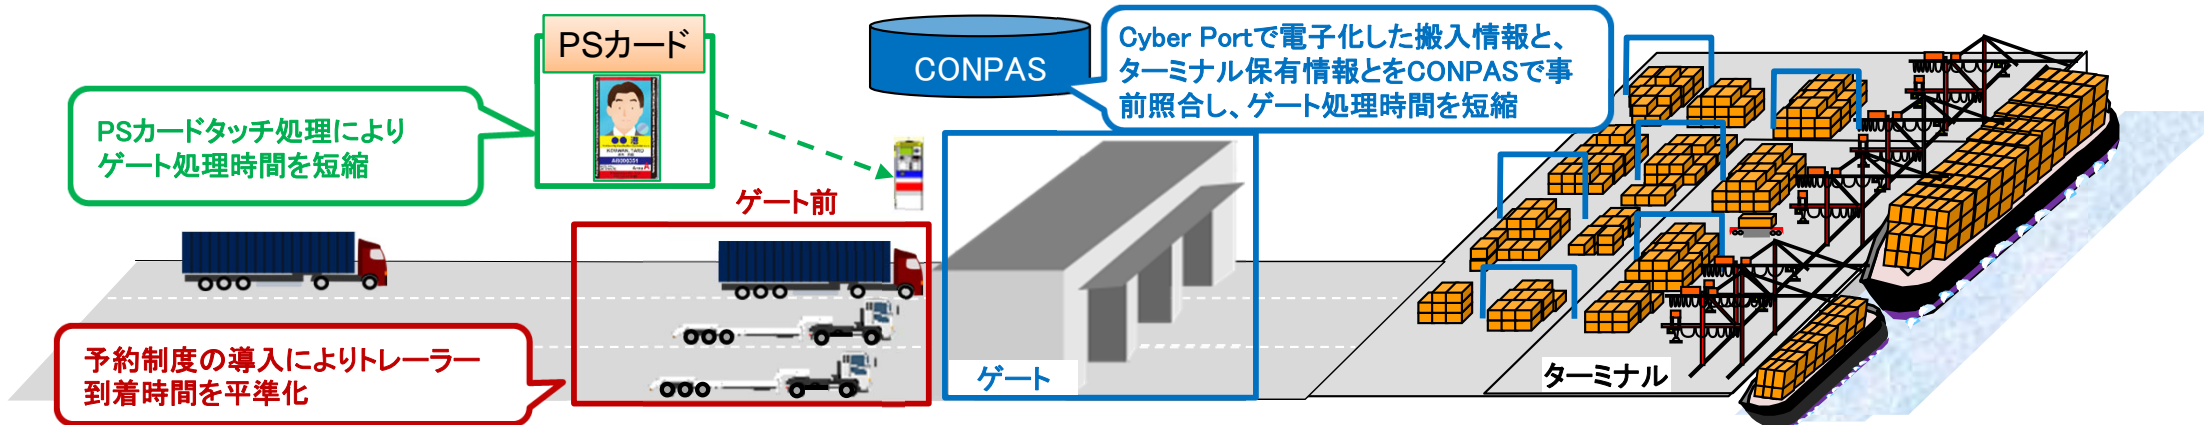 PSカード
CONPAS
Cyber Portで電子化した搬入情報と、
ターミナル保有情報とをCONPASで事
前照合し、ゲート処理時間を短縮
PSカードタッチ処理により
ゲート処理時間を短縮
ゲート前
予約制度の導入によりトレーラー
到着時間を平準化
ゲート
ターミナル